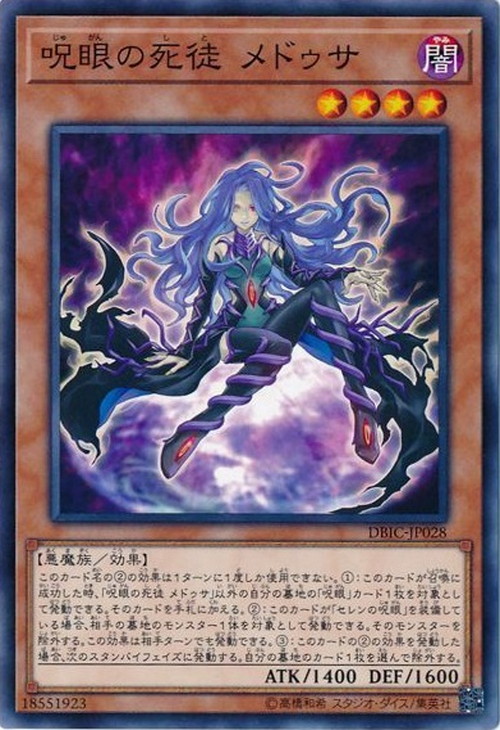 呪眼の死徒 メドゥサ
闇
DBIC-JP028
【悪魔族/効果】
このカード名の②の効果は1ターンに1度しか使用できない。①:このカードが召喚に
成功した時、「呪眼の死徒 メドゥサ」以外の自分の墓地の「呪眼」カード1枚を対象と
して発動できる。そのカードを手札に加える。②:このカードが「セレンの呪眼」を装備し
ている場合、相手の墓地のモンスター1体を対象として発動できる。そのモンスターを
除外する。この効果は相手ターンでも発動できる。③:このカードの②の効果を発動した
場合、次のスタンバイフェイズに発動する。自分の墓地のカード1枚を選んで除外する。
ATK/1400 DEF/1600
18551923
©高橋和希 スタジオ・ダイス/集英社